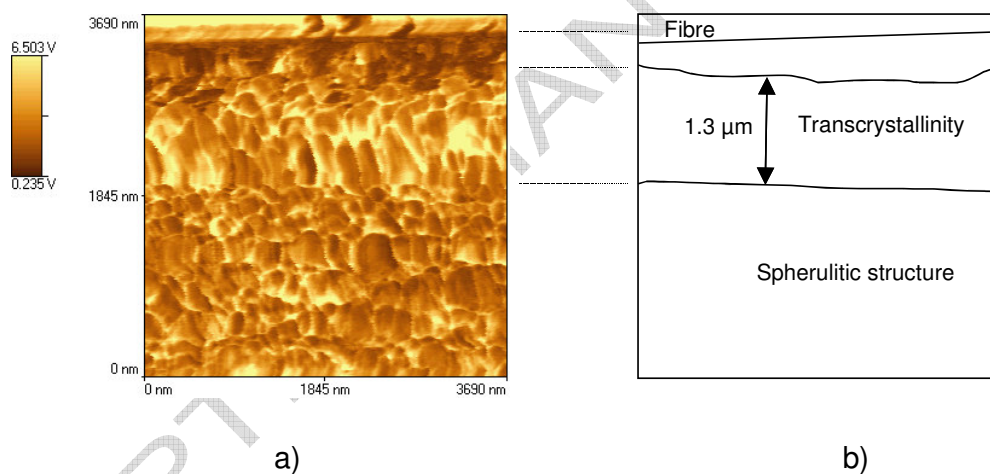 3690 nm
6.503 V
0.235 V
1845 nm
0 nm
0 nm
1845 nm
3690 nm
a)
Fibre
1.3 µm
Transcrystallinity
Spherulitic structure
b)